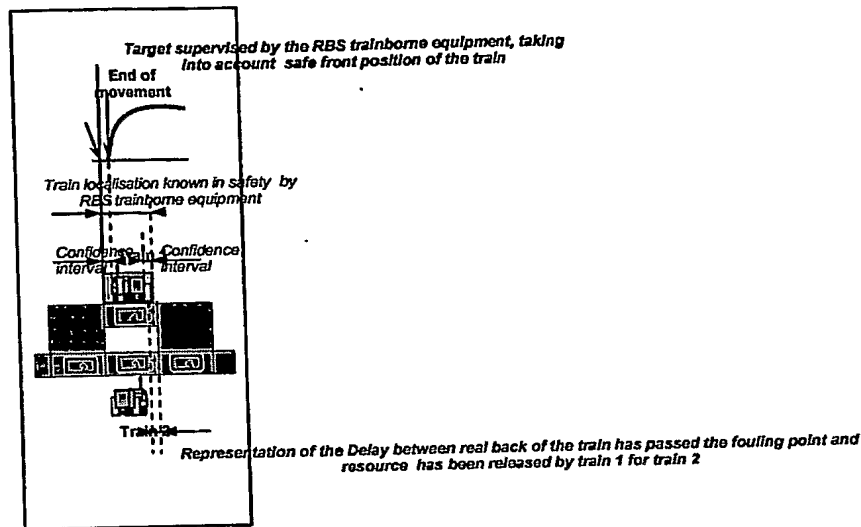 Target supervised by the RBS trainborne equipment, taking
into account safe front position of the train
End of
movement
Train localisation known in safety by
RBS trainborne equipment
Confidence Train Confidence
interval interval
Train 2
Representation of the Delay between real back of the train has passed the fouling point and
resource has been released by train 1 for train 2